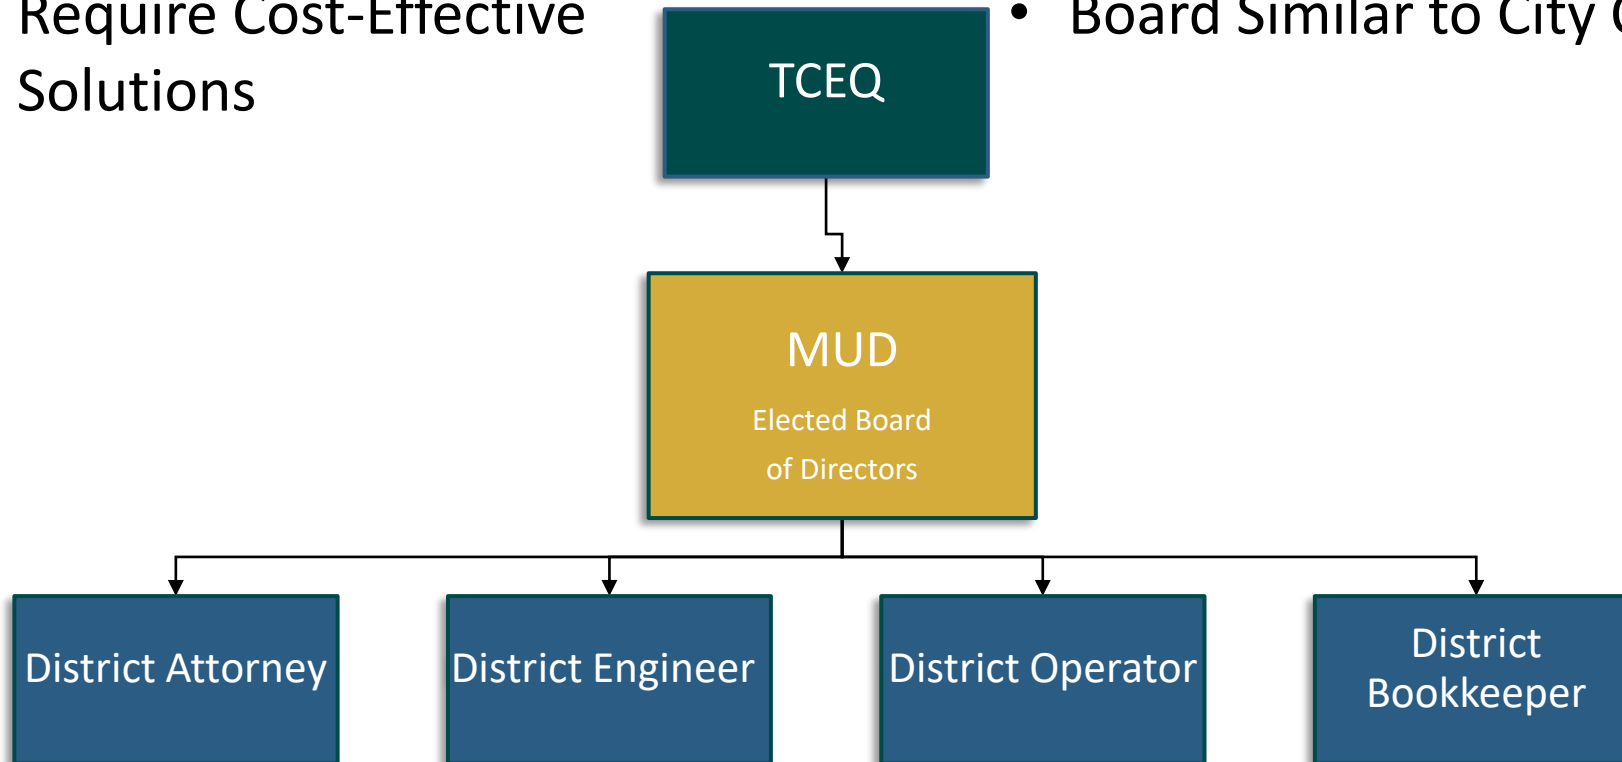 Require Cost-Effective
Solutions
• Board Similar to City
TCEQ
MUD
Elected Board
of Directors
District Attorney
District Engineer
District Operator
District
Bookkeeper